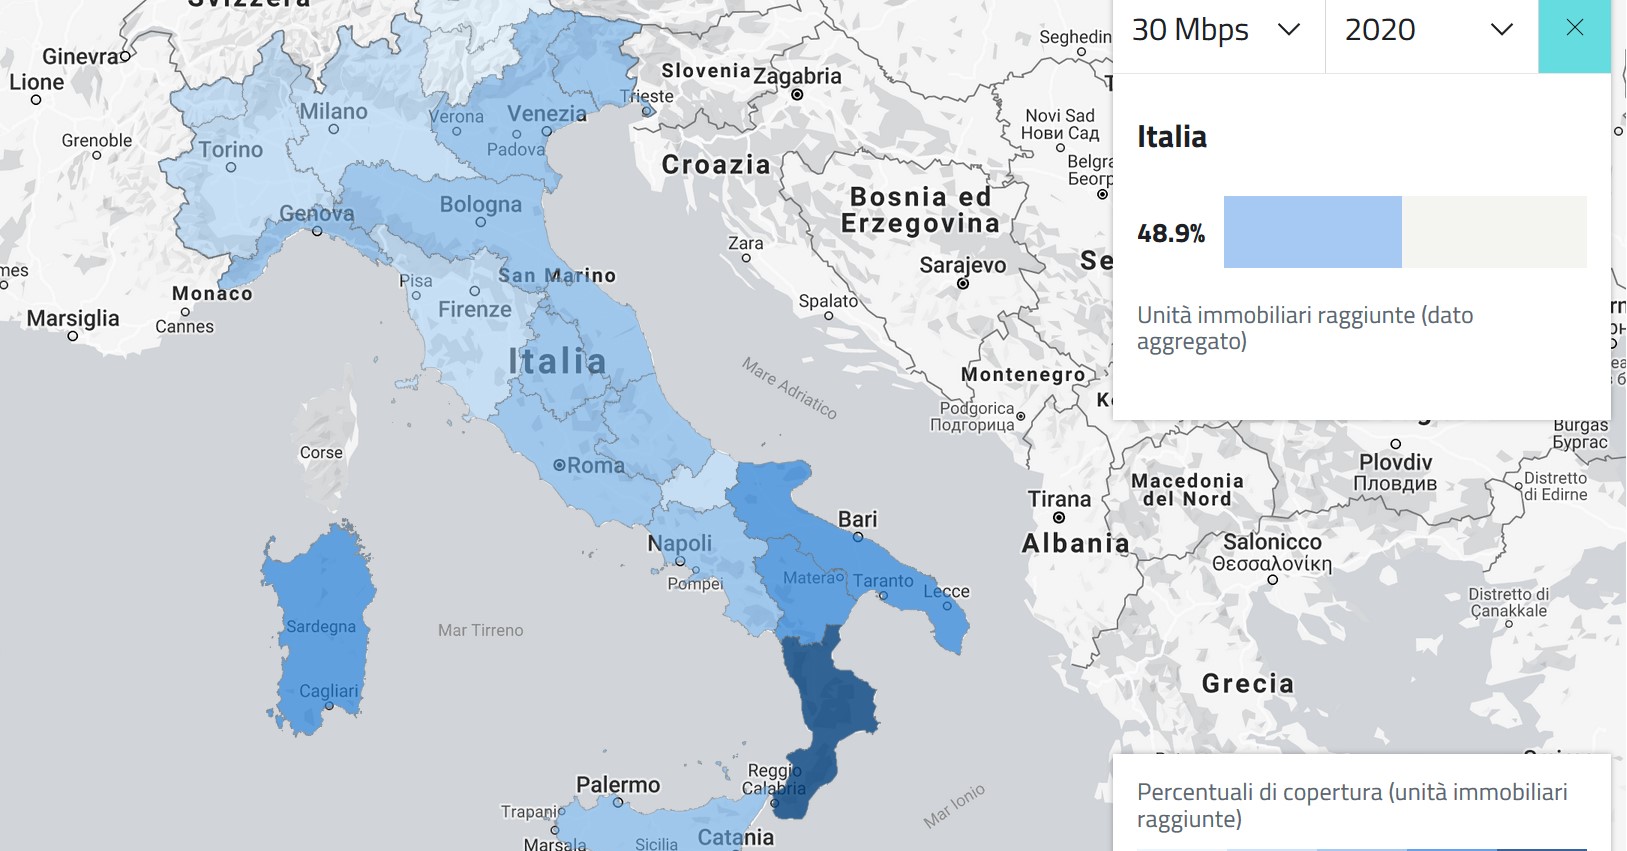 Svizzera
Ginevra
Lione
Grenoble
Milano
Torino
Verona
Venezia
Padova
Trieste
Slovenia
Zagabria
Seghedin
Croazia
Novi Sad
Нови Сад
Genova
Bologna
Bosnia ed
Erzegovina
Zara
Sarajevo
Monaco
Marsiglia
Cannes
Pisa
San Marino
Firenze
Spalato
Italia
Mare Adriatico
Montenegro
Podgorica
Подгорица
Corse
Roma
Bari
Tirana
Albania
Macedonia
del Nord
Plovdiv
Пловдив
Burgas
Бургас
Distretto
di Edirne
Salonicco
Θεσσαλονίκη
Distretto di
Çanakkale
Napoli
Pompei
Matera
Taranto
Lecce
Sardegna
Cagliari
Mar Tirreno
Grecia
Palermo
Reggio
Calabria
Trapani
Marsala
Sicilia
Catania
Mar Ionio
30 Mbps
2020
Italia
48.9%
Unità immobiliari raggiunte (dato
aggregato)
Percentuali di copertura (unità immobiliari
raggiunte)